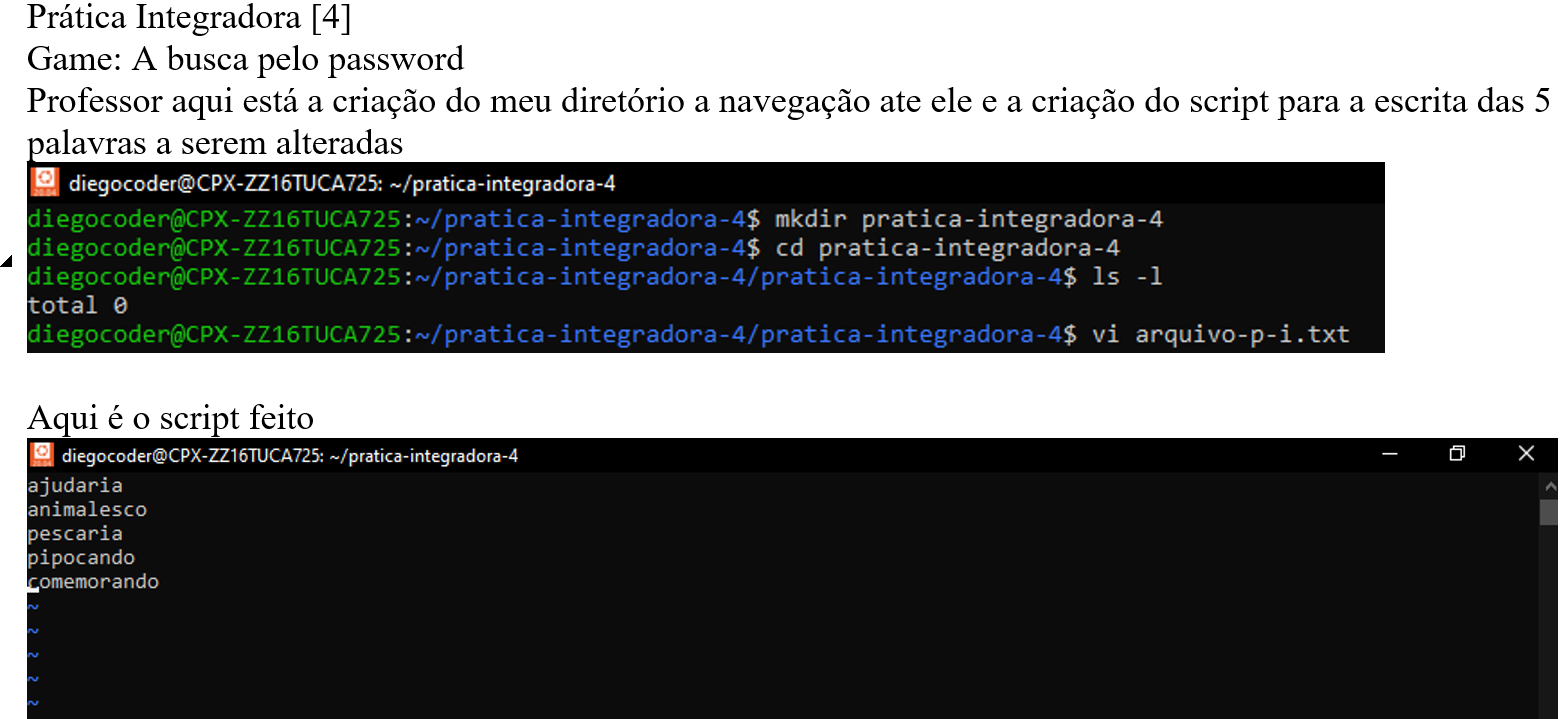 Prática Integradora [4]
Game: A busca pelo password
Professor aqui está a criação do meu diretório a navegação ate ele e a criação do script para a escrita das 5
palavras a serem alteradas
diegocoder@CPX-ZZ16TUCA725: ~/pratica-integradora-4
diegocoder@CPX-ZZ16TUCA725:~/pratica-integradora-4$ mkdir pratica-integradora-4
diegocoder@CPX-ZZ16TUCA725:~/pratica-integradora-4$ cd pratica-integradora-4
diegocoder@CPX-ZZ16TUCA725:~/pratica-integradora-4/pratica-integradora-4$ ls -l
total 0
diegocoder@CPX-ZZ16TUCA725:~/pratica-integradora-4/pratica-integradora-4$ vi arquivo-p-i.txt
Aqui é o script feito
diegocoder@CPX-ZZ16TUCA725: ~/pratica-integradora-4
ajudaria
animalesco
pescaria
pipocando
comemorando
~
~
~
~
~